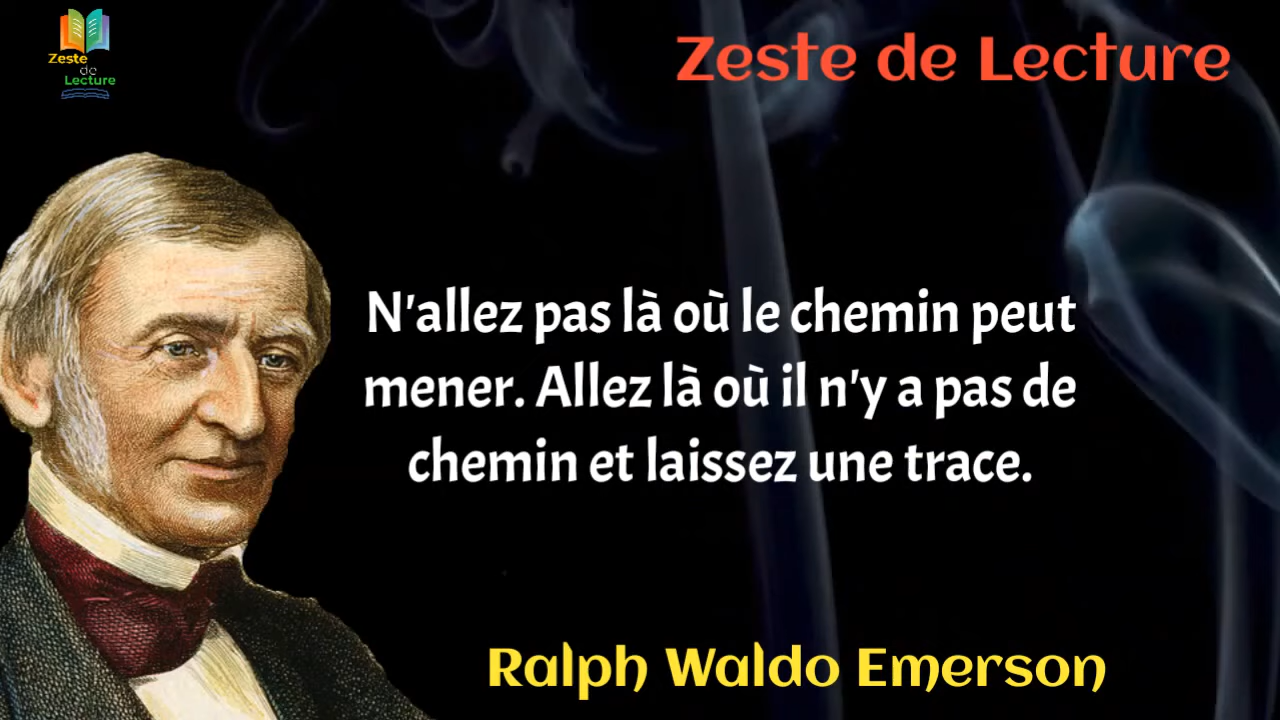 Zeste
de
Lecture
Zeste de Lecture
N'allez pas là où le chemin peut
mener. Allez là où il n'y a pas de
chemin et laissez une trace.
Ralph Waldo Emerson